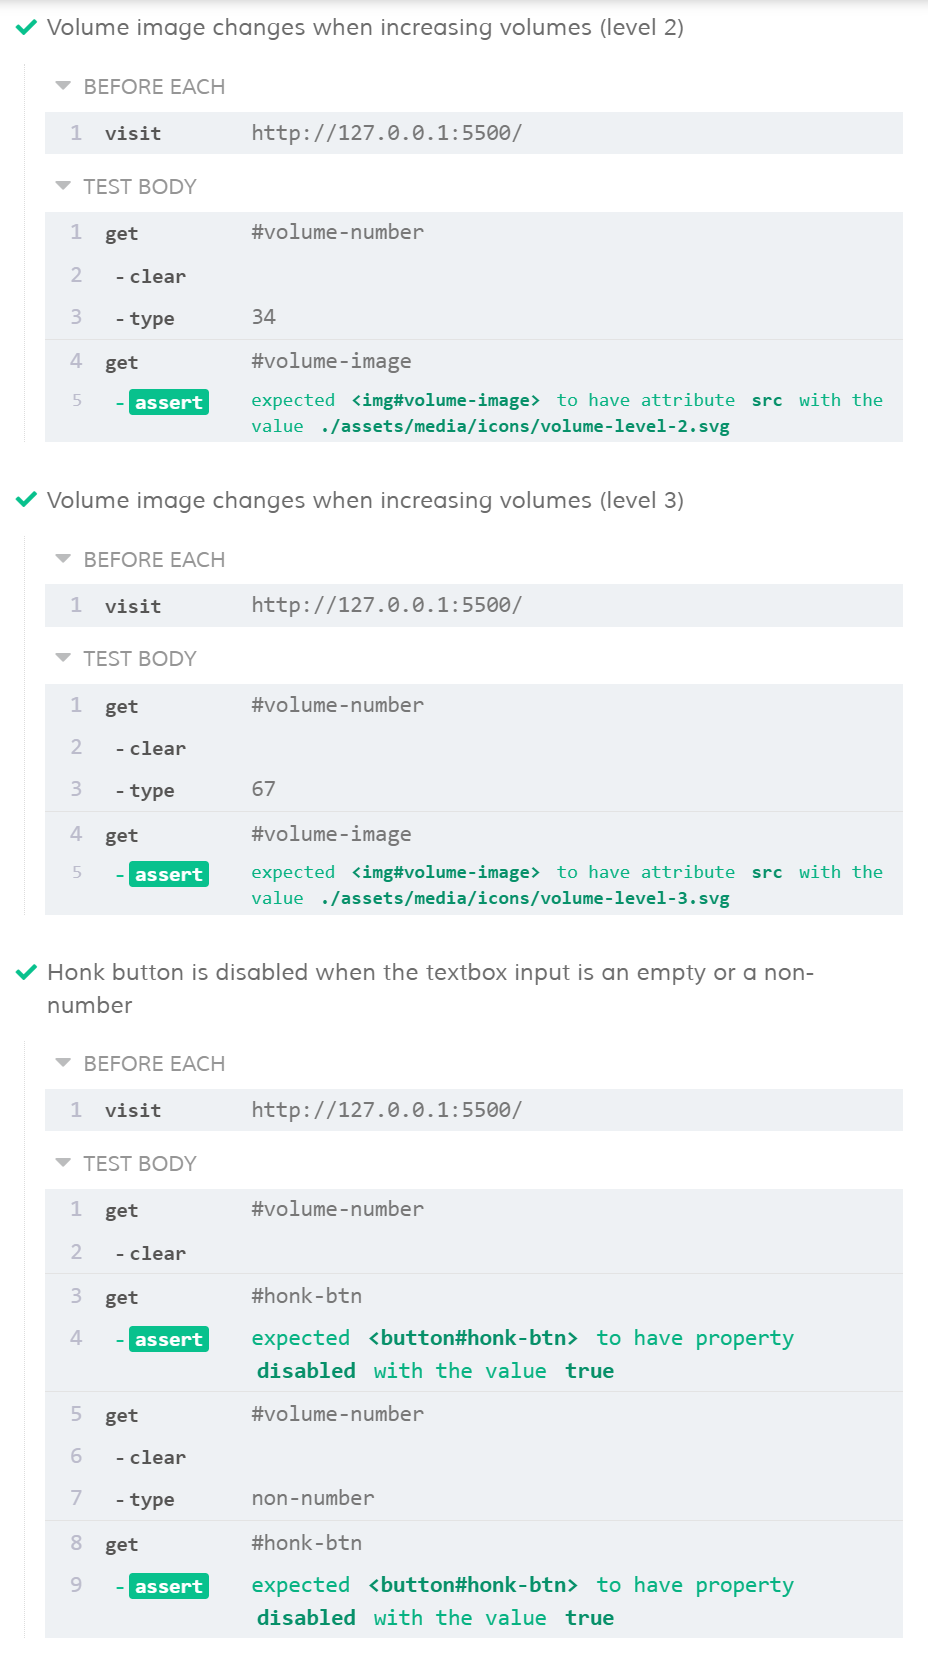 Volume image changes when increasing volumes (level 2)
BEFORE EACH
1 visit http://127.0.0.1:5500/
TEST BODY
1 get #volume-number
2 -clear
3 -type 34
4 get #volume-image
5 -assert expected <img#volume-image> to have attribute src with the
value ./assets/media/icons/volume-level-2.svg
Volume image changes when increasing volumes (level 3)
BEFORE EACH
1 visit http://127.0.0.1:5500/
TEST BODY
1 get #volume-number
2 -clear
3 -type 67
4 get #volume-image
5 -assert expected <img#volume-image> to have attribute src with the
value ./assets/media/icons/volume-level-3.svg
Honk button is disabled when the textbox input is an empty or a non-
number
BEFORE EACH
1 visit http://127.0.0.1:5500/
TEST BODY
1 get #volume-number
2 -clear
3 get #honk-btn
4 -assert expected <button#honk-btn> to have property
disabled with the value true
5 get #volume-number
6 -clear
7 -type non-number
8 get #honk-btn
9 -assert expected <button#honk-btn> to have property
disabled with the value true